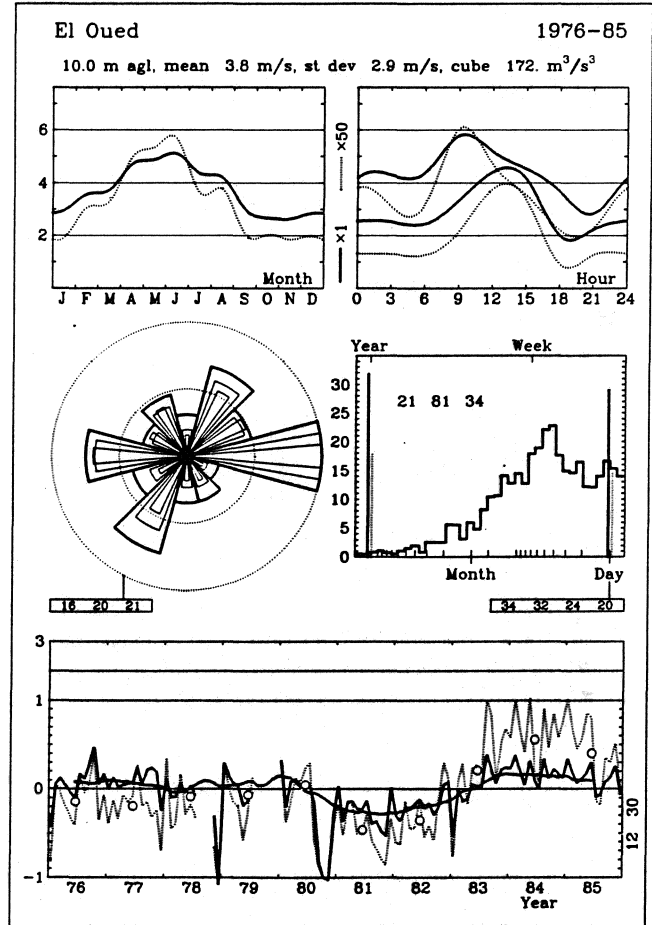 El Oued 1976-85
10.0 m agl, mean 3.8 m/s, st dev 2.9 m/s, cube 172. m³/s³
6
4
2
Month
J F M A M J J A S O N D
×1 ×50
Hour
0 3 6 9 12 15 18 21 24
Year Week
35
30
25
20
15
10
5
0
21 81 34
Month Day
16 20 21
34 32 24 20
3
1
0
-1
12 30
76 77 78 79 80 81 82 83 84 85
Year